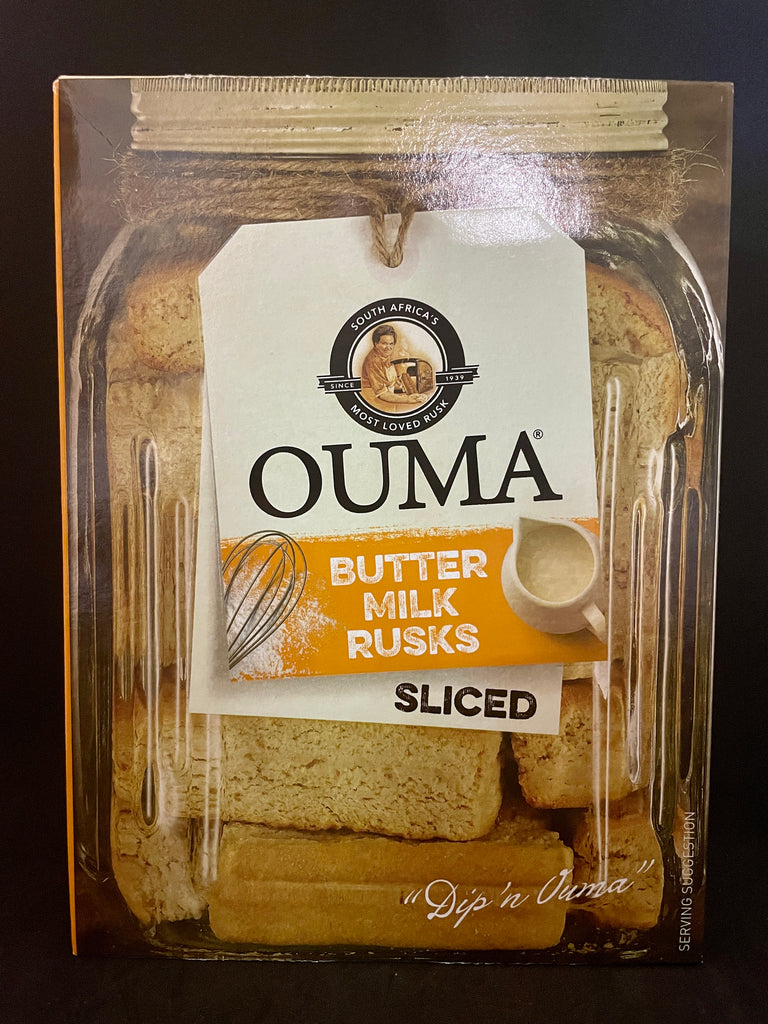 SOUTH AFRICA'S
SINCE 1939
MOST LOVED RUSK
OUMA®
BUTTER
MILK
RUSKS
SLICED
"Dip 'n Ouma"
SERVING SUGGESTION